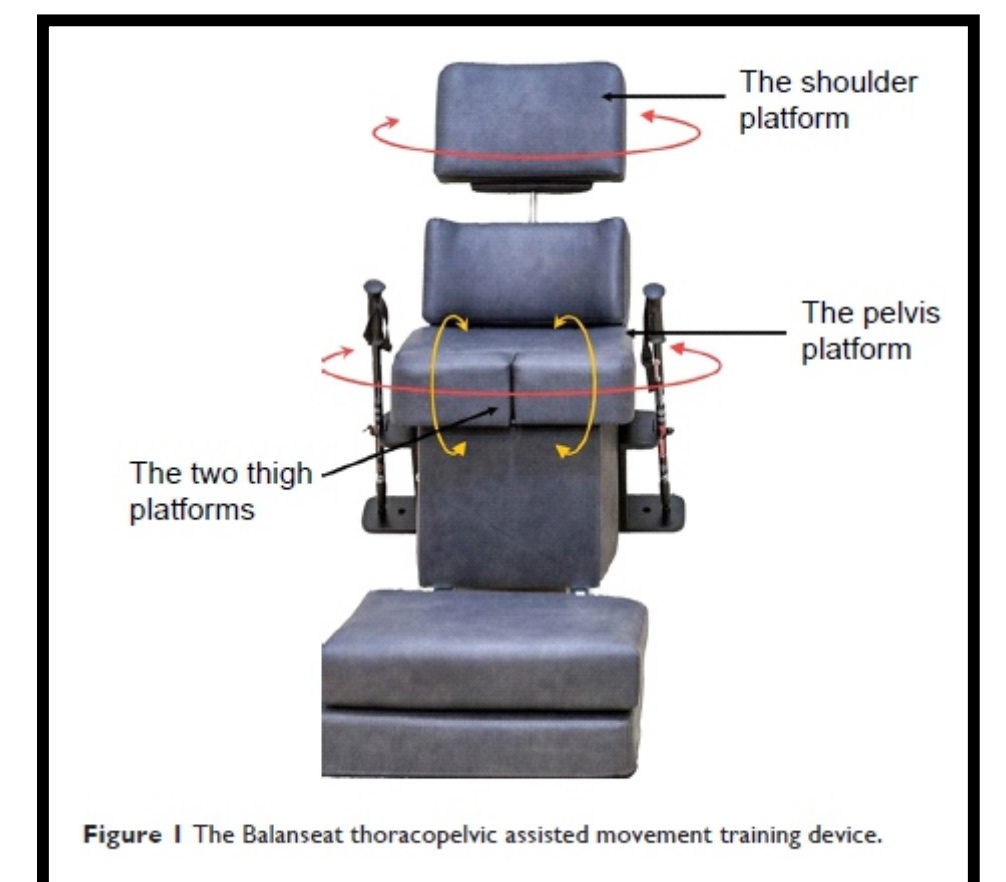 The shoulder
platform
The pelvis
platform
The two thigh
platforms
Figure 1 The Balanseat thoracopelvic assisted movement training device.